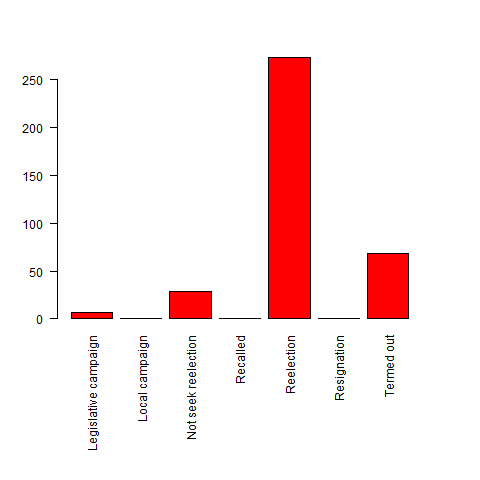 250
200
150
100
50
0
Legislative campaign
Local campaign
Not seek reelection
Recalled
Reelection
Resignation
Termed out